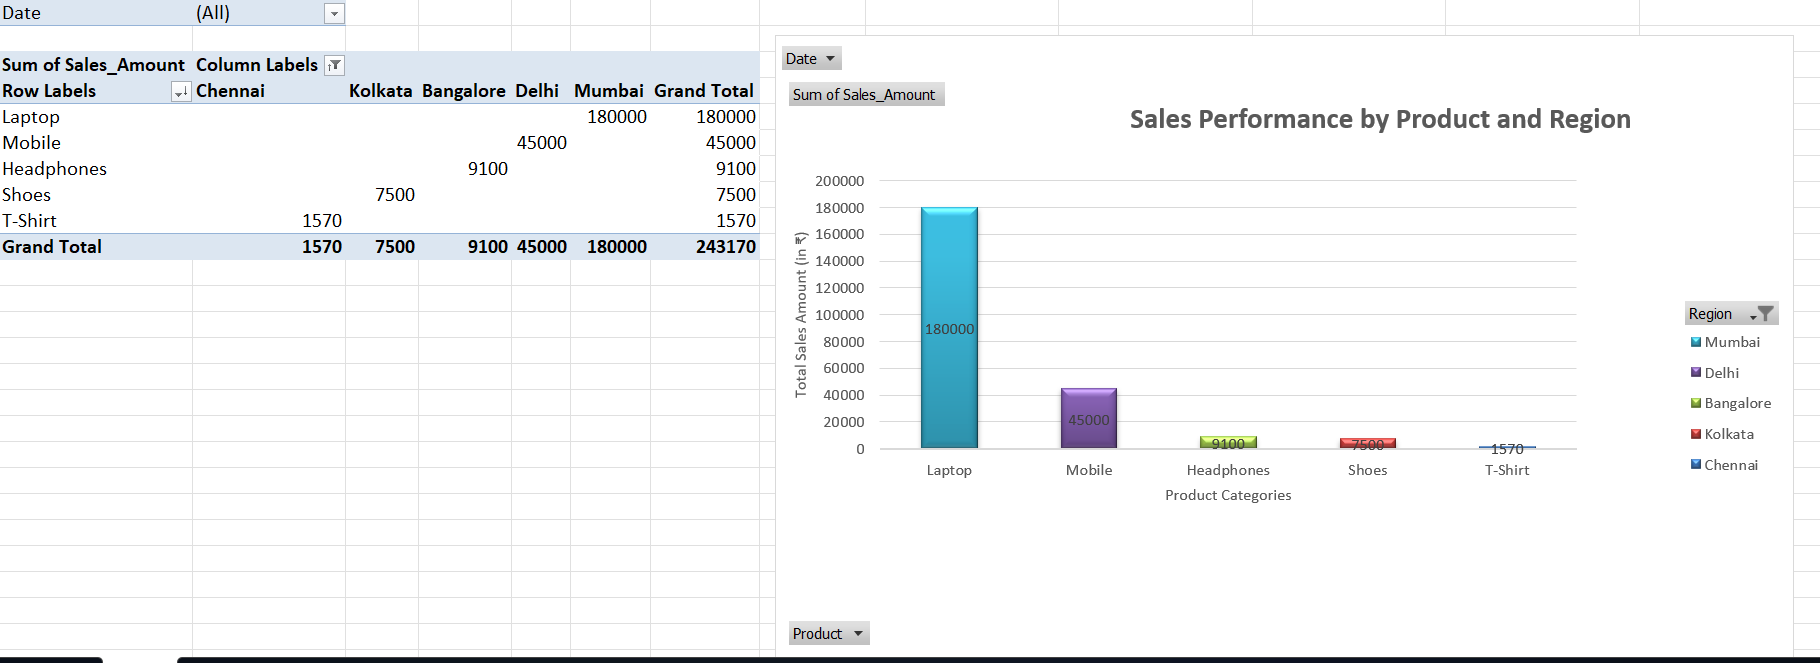 Date (All)
Sum of Sales_Amount Column Labels
Row Labels Chennai Kolkata Bangalore Delhi Mumbai Grand Total
Laptop 180000 180000
Mobile 45000 45000
Headphones 9100 9100
Shoes 7500 7500
T-Shirt 1570 1570
Grand Total 1570 7500 9100 45000 180000 243170
Date
Sum of Sales_Amount
Sales Performance by Product and Region
Total Sales Amount (in ₹)
200000
180000
160000
140000
120000
100000
80000
60000
40000
20000
0
180000
45000
9100
7500
1570
Laptop Mobile Headphones Shoes T-Shirt
Product Categories
Region
Mumbai
Delhi
Bangalore
Kolkata
Chennai
Product